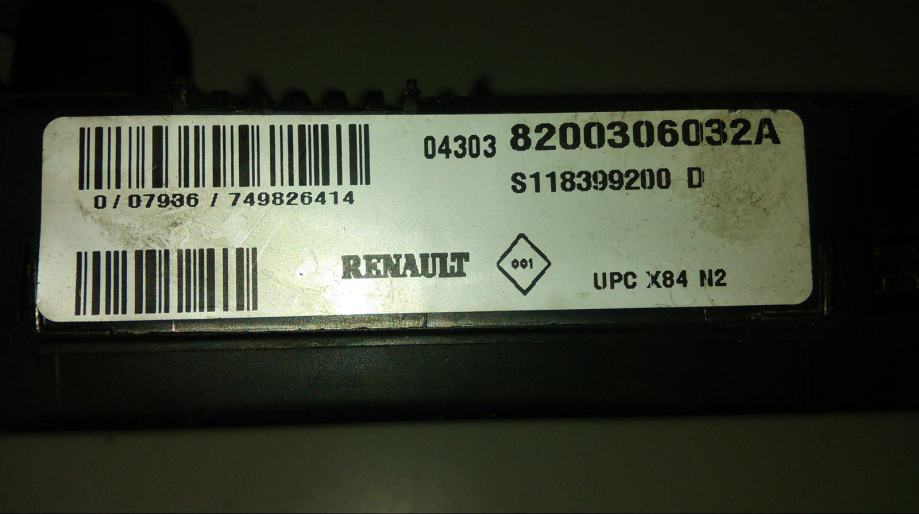 04303 8200306032A
S118399200 D
0/07936/749826414
RENAULT 001 UPC X84 N2